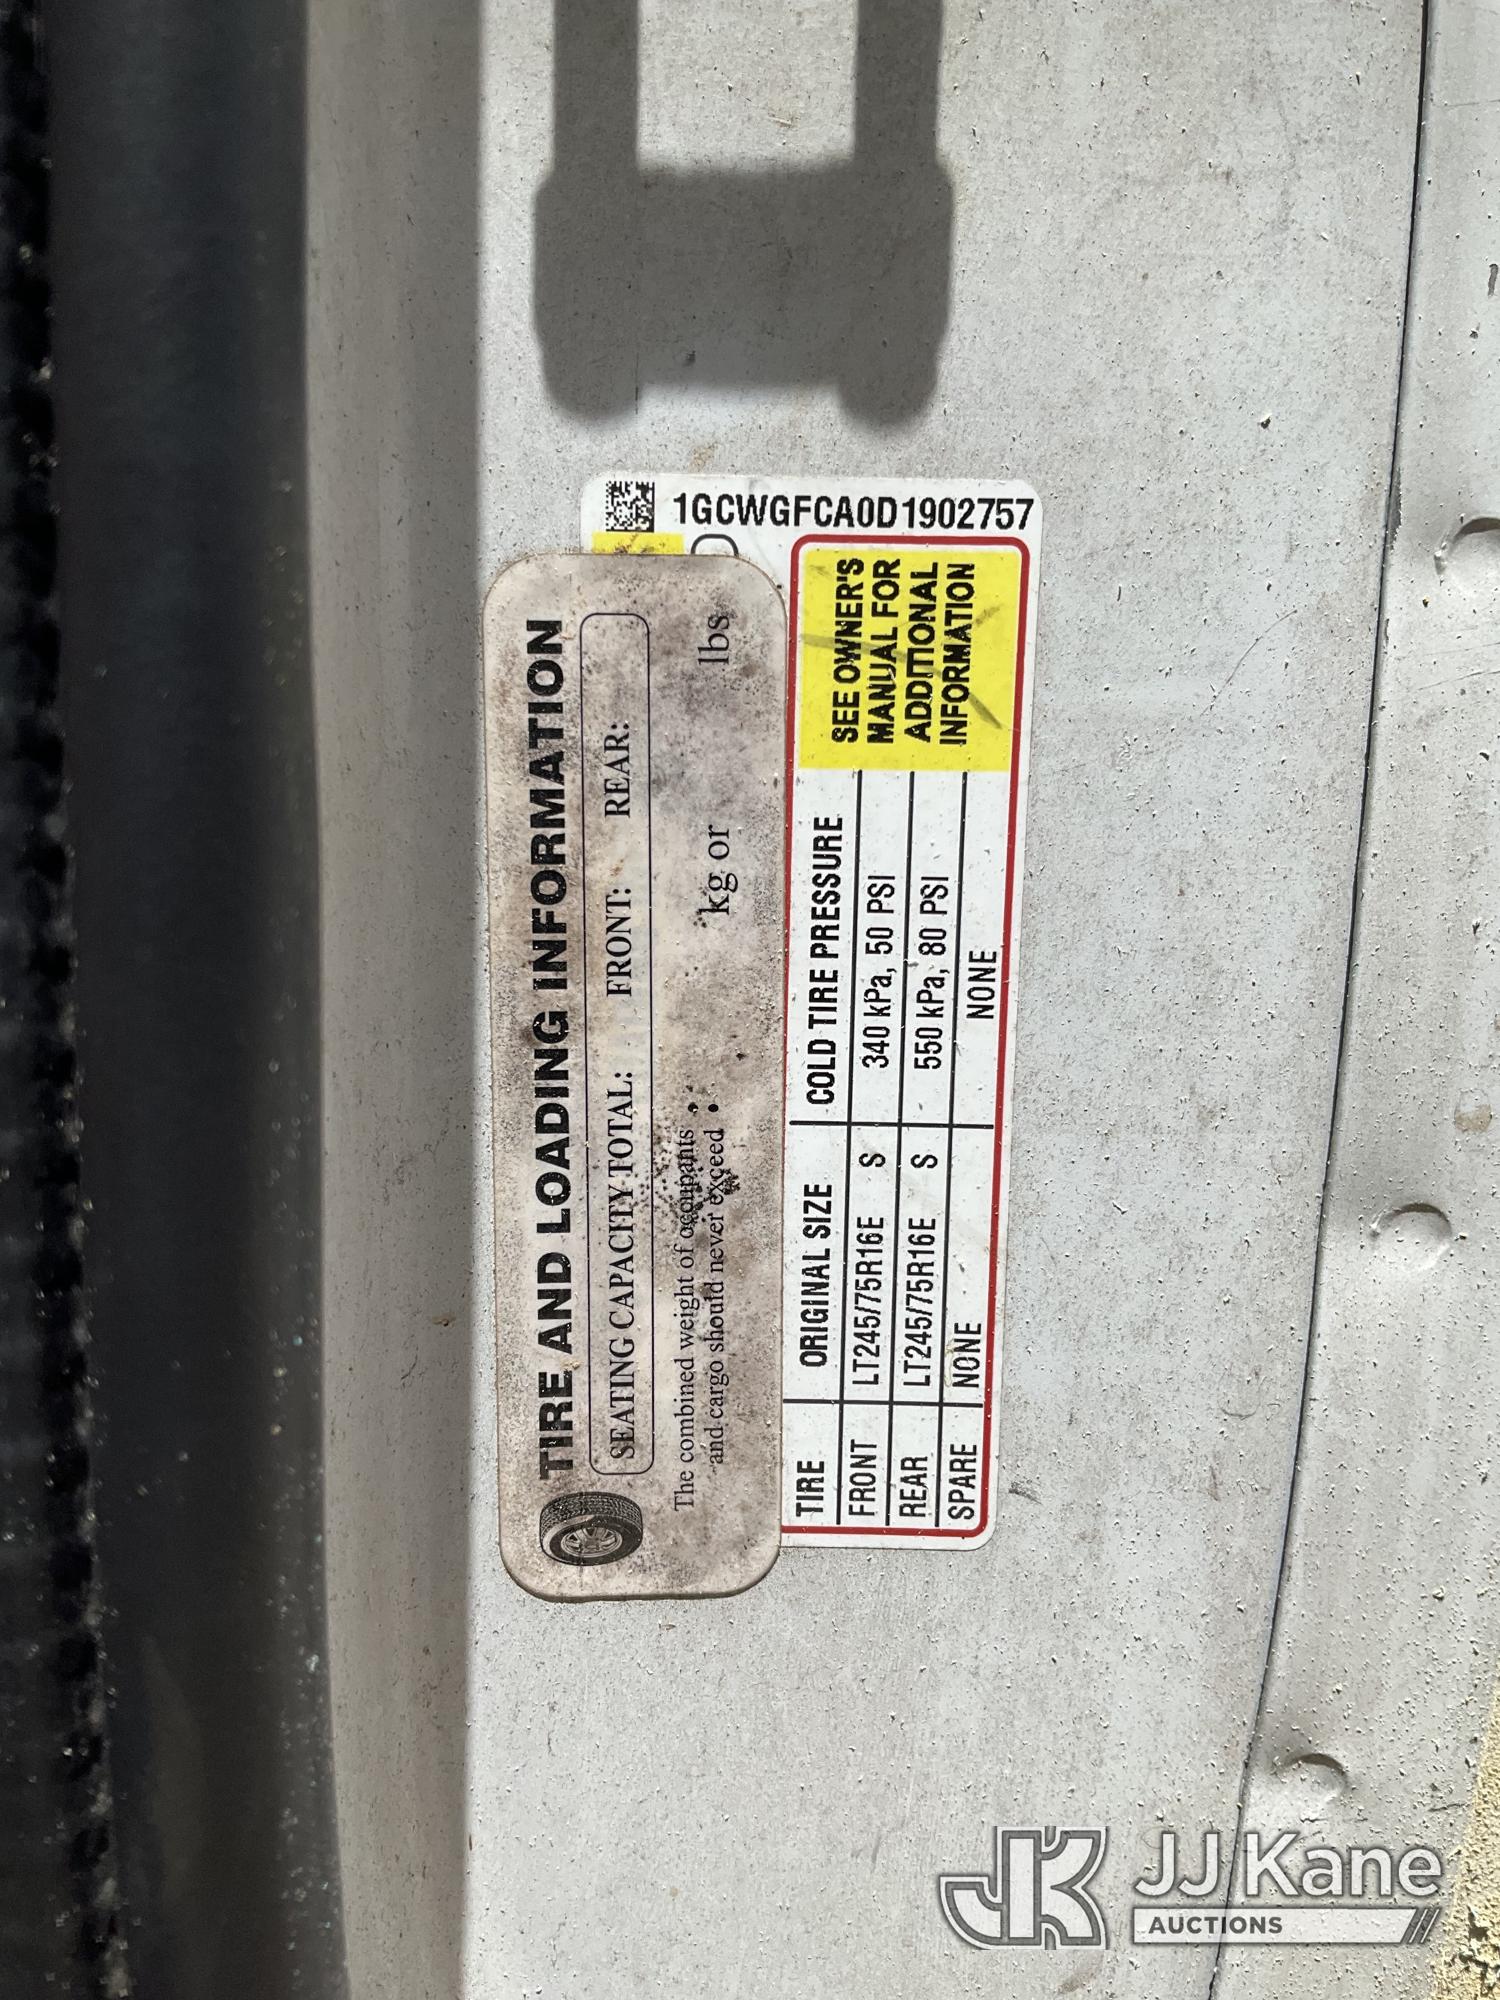 1GCWGFCA0D1902757
TIRE AND LOADING INFORMATION
SEATING CAPACITY TOTAL: FRONT: REAR:
The combined weight of occupants
and cargo should never exceed : kg or lbs
TIRE ORIGINAL SIZE COLD TIRE PRESSURE
FRONT LT245/75R16E S 340 kPa, 50 PSI
REAR LT245/75R16E S 550 kPa, 80 PSI
SPARE NONE NONE
SEE OWNER'S
MANUAL FOR
ADDITIONAL
INFORMATION
JK JJ Kane
AUCTIONS